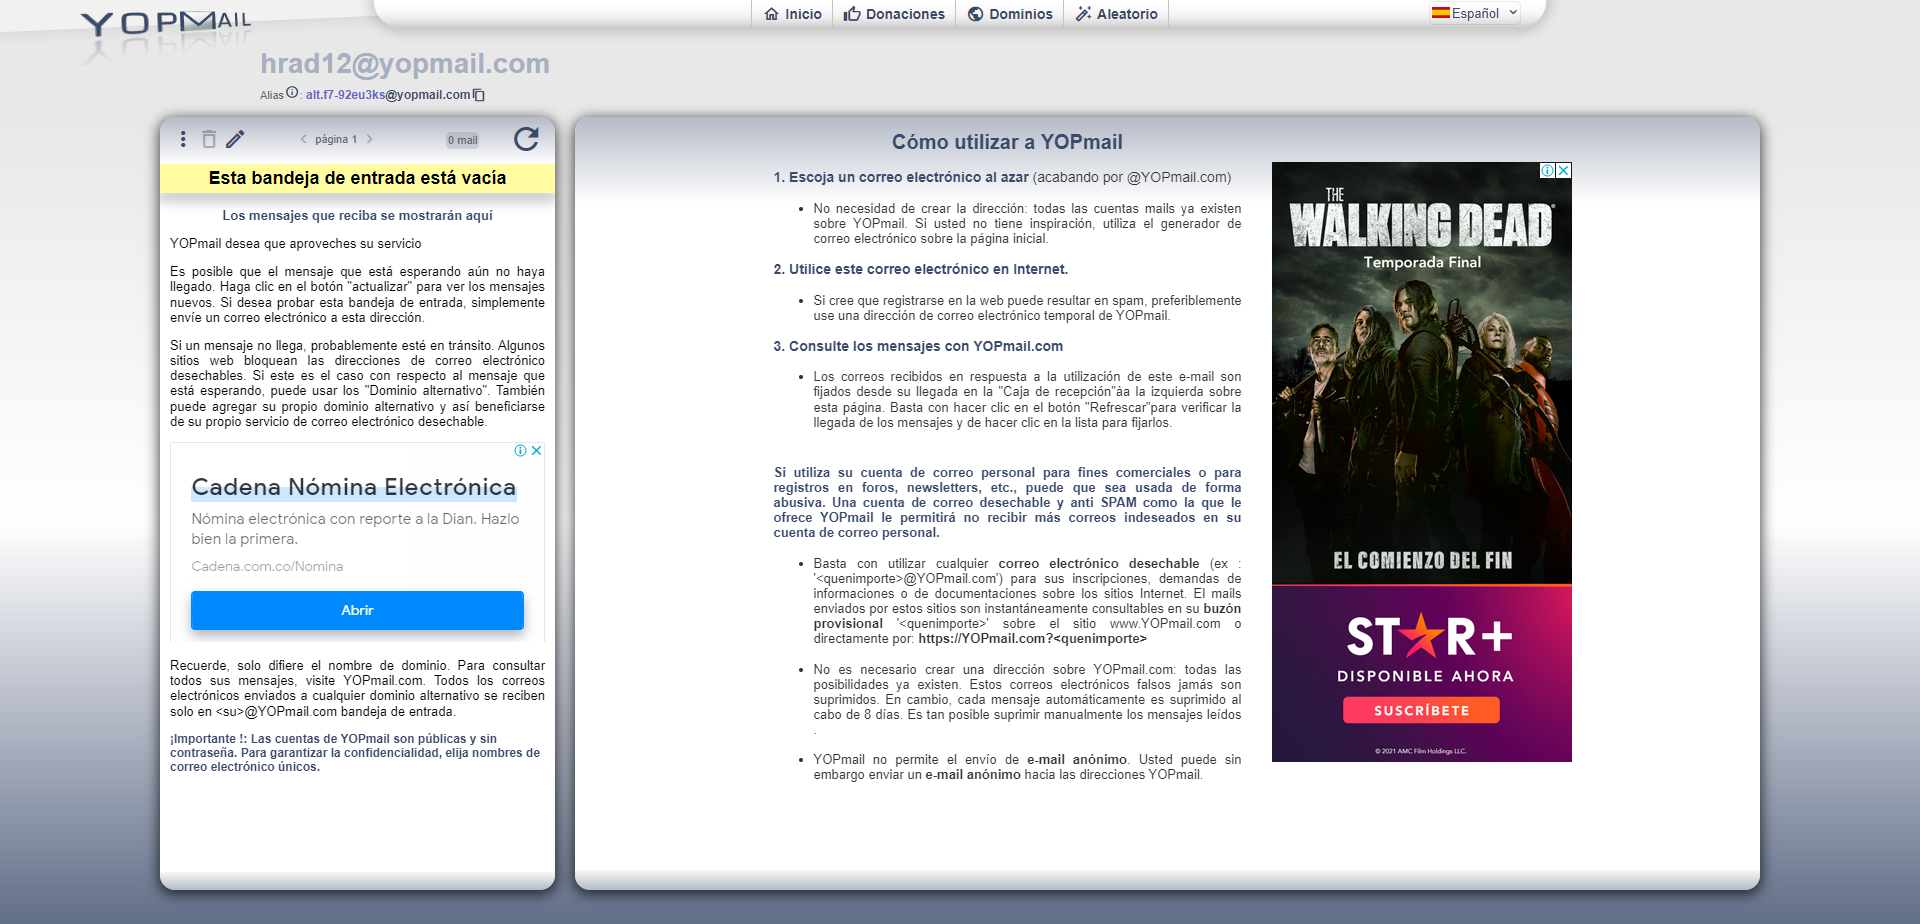 YOPMAIL
Inicio
Donaciones
Dominios
Aleatorio
Español
hrad12@yopmail.com
Alias : alt.f7-92eu3ks@yopmail.com
página 1
0 mail
Esta bandeja de entrada está vacía
Los mensajes que reciba se mostrarán aquí
YOPmail desea que aproveches su servicio
Es posible que el mensaje que está esperando aún no haya
llegado. Haga clic en el botón "actualizar" para ver los mensajes
nuevos. Si desea probar esta bandeja de entrada, simplemente
envíe un correo electrónico a esta dirección.
Si un mensaje no llega, probablemente esté en tránsito. Algunos
sitios web bloquean las direcciones de correo electrónico
desechables. Si este es el caso con respecto al mensaje que
está esperando, puede usar los "Dominio alternativo". También
puede agregar su propio dominio alternativo y así beneficiarse
de su propio servicio de correo electrónico desechable.
Cadena Nómina Electrónica
Nómina electrónica con reporte a la Dian. Hazlo
bien la primera.
Cadena.com.co/Nomina
Abrir
Recuerde, solo difiere el nombre de dominio. Para consultar
todos sus mensajes, visite YOPmail.com. Todos los correos
electrónicos enviados a cualquier dominio alternativo se reciben
solo en <su>@YOPmail.com bandeja de entrada.
¡Importante !: Las cuentas de YOPmail son públicas y sin
contraseña. Para garantizar la confidencialidad, elija nombres de
correo electrónico únicos.
Cómo utilizar a YOPmail
1. Escoja un correo electrónico al azar (acabando por @YOPmail.com)
• No necesidad de crear la dirección: todas las cuentas mails ya existen
sobre YOPmail. Si usted no tiene inspiración, utiliza el generador de
correo electrónico sobre la página inicial.
2. Utilice este correo electrónico en Internet.
• Si cree que registrarse en la web puede resultar en spam, preferiblemente
use una dirección de correo electrónico temporal de YOPmail.
3. Consulte los mensajes con YOPmail.com
• Los correos recibidos en respuesta a la utilización de este e-mail son
fijados desde su llegada en la "Caja de recepción"àa la izquierda sobre
esta página. Basta con hacer clic en el botón "Refrescar"para verificar la
llegada de los mensajes y de hacer clic en la lista para fijarlos.
Si utiliza su cuenta de correo personal para fines comerciales o para
registros en foros, newsletters, etc., puede que sea usada de forma
abusiva. Una cuenta de correo desechable y anti SPAM como la que le
ofrece YOPmail le permitirá no recibir más correos indeseados en su
cuenta de correo personal.
• Basta con utilizar cualquier correo electrónico desechable (ex :
'<quenimporte>@YOPmail.com') para sus inscripciones, demandas de
informaciones o de documentaciones sobre los sitios Internet. El mails
enviados por estos sitios son instantáneamente consultables en su buzón
provisional '<quenimporte>' sobre el sitio www.YOPmail.com o
directamente por: https://YOPmail.com?<quenimporte>
• No es necesario crear una dirección sobre YOPmail.com: todas las
posibilidades ya existen. Estos correos electrónicos falsos jamás son
suprimidos. En cambio, cada mensaje automáticamente es suprimido al
cabo de 8 días. Es tan posible suprimir manualmente los mensajes leídos
.
• YOPmail no permite el envío de e-mail anónimo. Usted puede sin
embargo enviar un e-mail anónimo hacia las direcciones YOPmail.
THE
WALKING DEAD
Temporada Final
EL COMIENZO DEL FIN
STAR+
DISPONIBLE AHORA
SUSCRÍBETE
© 2021 AMC Film Holdings LLC.